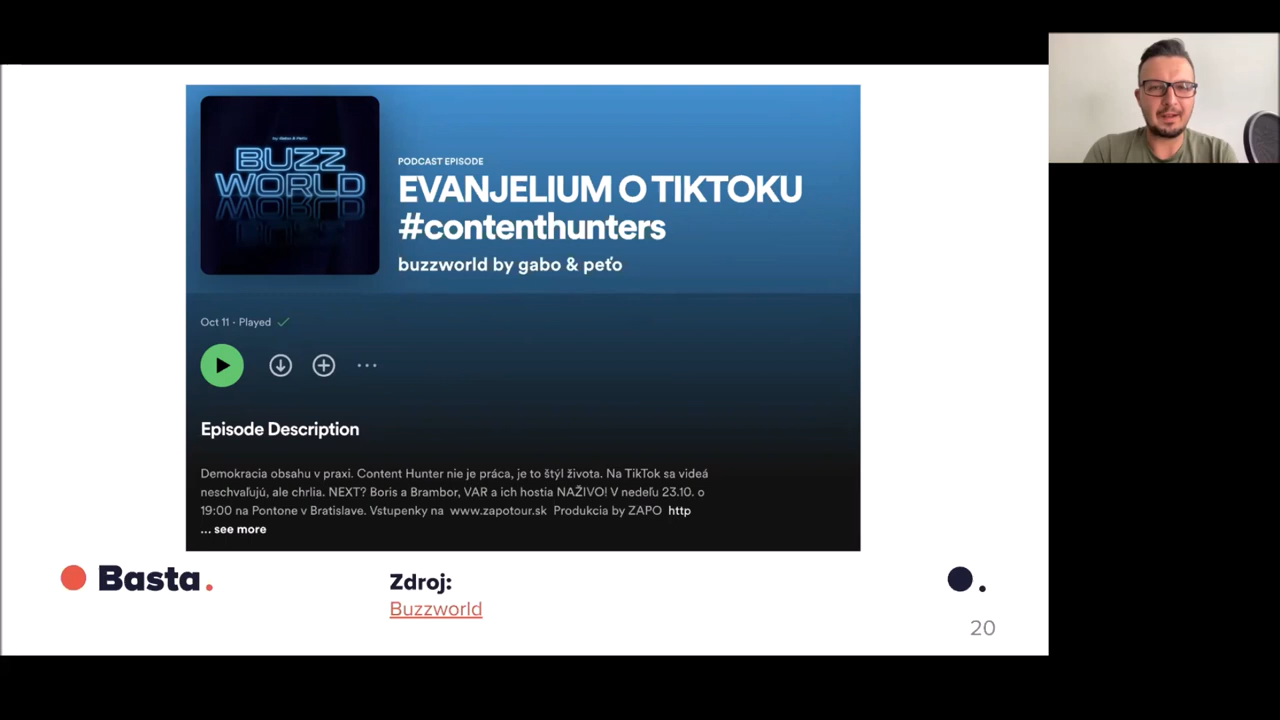 by Gabo & Peťo
BUZZ
WORLD
PODCAST EPISODE
EVANJELIUM O TIKTOKU
#contenthunters
buzzworld by gabo & peťo
Oct 11 · Played
Episode Description
Demokracia obsahu v praxi. Content Hunter nie je práca, je to štýl života. Na TikTok sa videá
neschvaľujú, ale chrlia. NEXT? Boris a Brambor, VAR a ich hostia NAŽIVO! V nedeľu 23.10. o
19:00 na Pontone v Bratislave. Vstupenky na www.zapotour.sk Produkcia by ZAPO http
... see more
Basta.
Zdroj:
Buzzworld
20